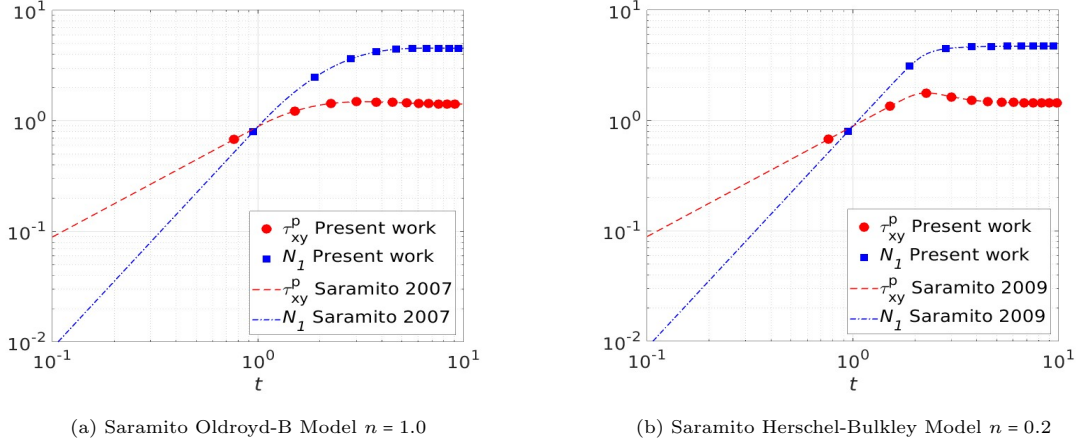 10^1
10^0
10^-1
10^-2
10^-1
10^0
10^1
t
τ^p_xy Present work
N_1 Present work
τ^p_xy Saramito 2007
N_1 Saramito 2007
(a) Saramito Oldroyd-B Model n = 1.0
10^1
10^0
10^-1
10^-2
10^-1
10^0
10^1
t
τ^p_xy Present work
N_1 Present work
τ^p_xy Saramito 2009
N_1 Saramito 2009
(b) Saramito Herschel-Bulkley Model n = 0.2